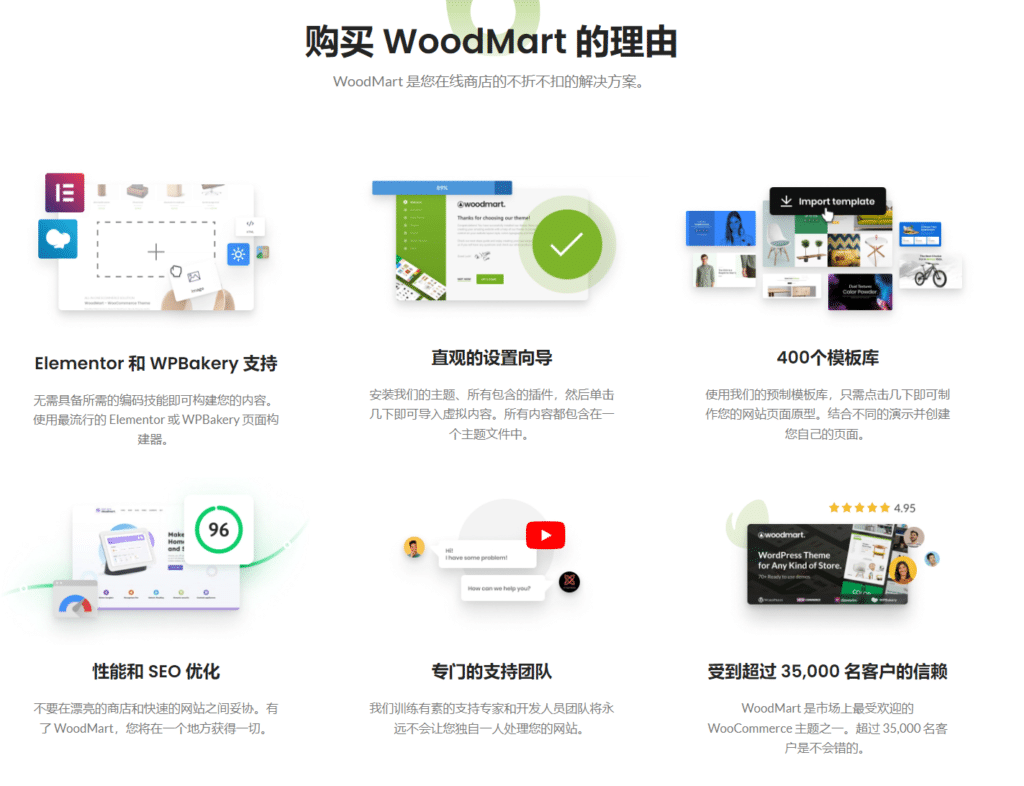 购买 WoodMart 的理由
WoodMart 是您在线商店的不折不扣的解决方案。
woodmart.
Thanks for choosing our theme!
Import template
Elementor 和 WPBakery 支持
直观的设置向导
400个模板库
无需具备所需的编码技能即可构建您的内容。
使用最流行的 Elementor 或 WPBakery 页面构
建器。
安装我们的主题、所有包含的插件，然后单击
几下即可导入虚拟内容。所有内容都包含在一
个主题文件中。
使用我们的预制模板库，只需点击几下即可制
作您的网站页面原型。结合不同的演示并创建
您自己的页面。
96
Make
Home
and S
Hi!
I have some problem!
How can we help you?
4.95
woodmart.
WordPress Theme
for Any Kind of Store.
性能和 SEO 优化
专门的支持团队
受到超过 35,000 名客户的信赖
不要在漂亮的商店和快速的网站之间妥协。有
了 WoodMart，您将在一个地方获得一切。
我们训练有素的支持专家和开发人员团队将永
远不会让您独自一人处理您的网站。
WoodMart 是市场上最受欢迎的
WooCommerce 主题之一。超过 35,000 名客
户是不会错的。